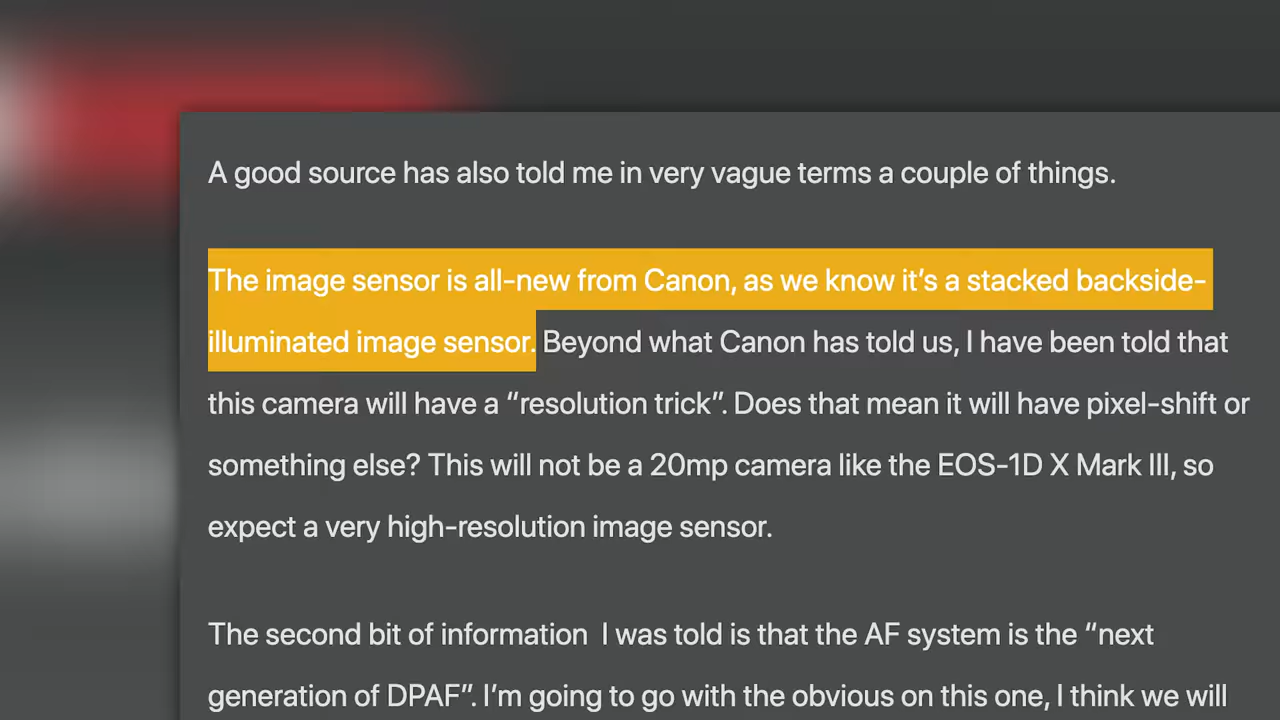 A good source has also told me in very vague terms a couple of things.
The image sensor is all-new from Canon, as we know it’s a stacked backside-
illuminated image sensor. Beyond what Canon has told us, I have been told that
this camera will have a “resolution trick”. Does that mean it will have pixel-shift or
something else? This will not be a 20mp camera like the EOS-1D X Mark III, so
expect a very high-resolution image sensor.
The second bit of information  I was told is that the AF system is the “next
generation of DPAF”. I’m going to go with the obvious on this one, I think we will